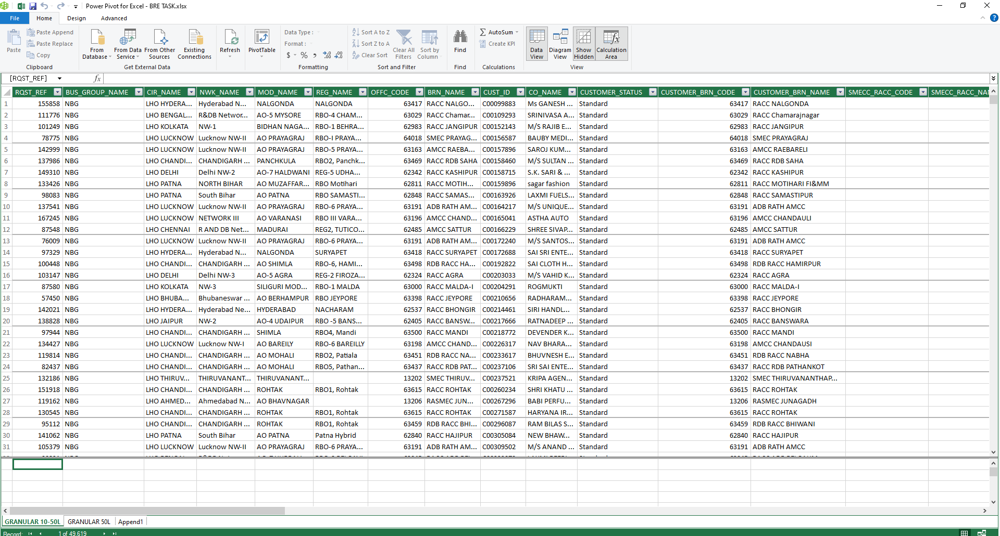 Power Pivot for Excel - BRE TASK.xlsx
File Home Design Advanced
Paste Paste Append Paste Replace Copy Clipboard
From Database From Data Service From Other Sources Existing Connections Get External Data
Refresh PivotTable
Data Type : Format : $ % , .00 Formatting
Sort A to Z Sort Z to A Clear Sort Clear All Filters Sort by Column Sort and Filter
Find Find
AutoSum Create KPI Calculations
Data View Diagram View Show Hidden Calculation Area View
[RQST_REF] fx
RQST_REF BUS_GROUP_NAME CIR_NAME NWK_NAME MOD_NAME REG_NAME OFFC_CODE BRN_NAME CUST_ID CO_NAME CUSTOMER_STATUS CUSTOMER_BRN_CODE CUSTOMER_BRN_NAME SMECC_RACC_CODE SMECC_RACC_NA
1 155858 NBG LHO HYDERA... Hyderabad N... NALGONDA NALGONDA 63417 RACC NALGO... C00099883 Ms GANESH ... Standard 63417 RACC NALGONDA
2 111776 NBG LHO BENGAL... R&DB Networ... AO-5 MYSORE RBO-4 CHAM... 63029 RACC Chamar... C00109293 SRINIVASA A... Standard 63029 RACC Chamarajnagar
3 101249 NBG LHO KOLKATA NW-1 BIDHAN NAGA... RBO-1 BEHRA... 62983 RACC JANGIPUR C00152143 M/S RAJIB E... Standard 62983 RACC JANGIPUR
4 78775 NBG LHO LUCKNOW Lucknow NW-II AO PRAYAGRAJ RBO-I PRAYA... 64018 SMEC PRAYAG... C00156587 BAUBY MEDI... Standard 64018 SMEC PRAYAGRAJ
5 142999 NBG LHO LUCKNOW Lucknow NW-II AO PRAYAGRAJ RBO-5 PRAYA... 63163 AMCC RAEBA... C00157896 SAROJ KUM... Standard 63163 AMCC RAEBARELI
6 137986 NBG LHO CHANDI... CHANDIGARH ... PANCHKULA RBO2, Panchk... 63469 RACC RDB SAHA C00158460 M/S SULTAN ... Standard 63469 RACC RDB SAHA
7 149310 NBG LHO DELHI Delhi NW-2 AO-7 HALDWANI REG-5 UDHA... 62342 RACC KASHIPUR C00158715 S.K. SARI & ... Standard 62342 RACC KASHIPUR
8 133426 NBG LHO PATNA NORTH BIHAR AO MUZAFFAR... RBO Motihari 62811 RACC MOTIH... C00159896 sagar fashion Standard 62811 RACC MOTIHARI FI&MM
9 98083 NBG LHO PATNA South Bihar AO PATNA RBO SAMASTI... 62848 RACC SAMAS... C00163926 LAXMI FUELS... Standard 62848 RACC SAMASTIPUR
10 137541 NBG LHO LUCKNOW Lucknow NW-II AO PRAYAGRAJ RBO-6 PRAYA... 63191 ADB RATH AM... C00164217 M/S UNIQUE... Standard 63191 ADB RATH AMCC
11 167245 NBG LHO LUCKNOW NETWORK III AO VARANASI RBO III VARA... 63196 AMCC CHAND... C00165041 ASTHA AUTO Standard 63196 AMCC CHANDAULI
12 87548 NBG LHO CHENNAI R AND DB Net... MADURAI REG2, TUTICO... 62485 AMCC SATTUR C00166229 SHREE SIVAP... Standard 62485 AMCC SATTUR
13 76009 NBG LHO LUCKNOW Lucknow NW-II AO PRAYAGRAJ RBO-6 PRAYA... 63191 ADB RATH AM... C00172240 M/S SANTOS... Standard 63191 ADB RATH AMCC
14 97329 NBG LHO HYDERA... Hyderabad N... NALGONDA SURYAPET 63418 RACC SURYAPET C00172688 SAI SRI ENTE... Standard 63418 RACC SURYAPET
15 100448 NBG LHO CHANDI... CHANDIGARH ... AO SHIMLA RBO-6, HAMI... 63498 RDB RACC HA... C00192822 SAI CLOTH H... Standard 63498 RDB RACC HAMIRPUR
16 103147 NBG LHO DELHI Delhi NW-3 AO-5 AGRA REG-2 FIROZA... 62324 RACC AGRA C00203033 M/S VAHID K... Standard 62324 RACC AGRA
17 87580 NBG LHO KOLKATA NW-3 SILIGURI MOD... RBO-1 MALDA 63000 RACC MALDA-I C00204291 ROGMUKTI Standard 63000 RACC MALDA-I
18 57450 NBG LHO BHUBA... Bhubaneswar ... AO BERHAMPUR RBO JEYPORE 63398 RACC JEYPORE C00210656 RADHARAM... Standard 63398 RACC JEYPORE
19 142021 NBG LHO HYDERA... Hyderabad Ne... HYDERABAD NACHARAM 62537 RACC BHONGIR C00214461 SIRI HANDL... Standard 62537 RACC BHONGIR
20 138828 NBG LHO JAIPUR NW-2 AO-4 UDAIPUR RBO -5 BANS... 62405 RACC BANSW... C00217666 RATNADEEP ... Standard 62405 RACC BANSWARA
21 97944 NBG LHO CHANDI... CHANDIGARH ... SHIMLA RBO4, Mandi 63500 RACC MANDI C00218772 DEVENDER K... Standard 63500 RACC MANDI
22 134427 NBG LHO LUCKNOW Lucknow NW-I AO BAREILY RBO-6 BAREILLY 63198 AMCC CHAND... C00226317 NAV BHARA... Standard 63198 AMCC CHANDAUSI
23 119814 NBG LHO CHANDI... CHANDIGARH ... AO MOHALI RBO2, Patiala 63451 RDB RACC NA... C00233617 BHUVNESH E... Standard 63451 RDB RACC NABHA
24 82437 NBG LHO CHANDI... CHANDIGARH ... AO MOHALI RBO5, Pathan... 63437 RACC RDB PAT... C00237106 SRI SAI ENTE... Standard 63437 RACC RDB PATHANKOT
25 132186 NBG LHO THIRUV... THIRUVANANT... THIRUVANANT... 13202 SMEC THIRUV... C00237521 KRIPA AGEN... Standard 13202 SMEC THIRUVANANTHAP...
26 151918 NBG LHO CHANDI... CHANDIGARH ... ROHTAK RBO1, Rohtak 63615 RACC ROHTAK C00260234 SHRI KHATU ... Standard 63615 RACC ROHTAK
27 119162 NBG LHO AHMED... Ahmedabad N... AO BHAVNAGAR 13206 RASMEC JUN... C00267296 BABI PERFU... Standard 13206 RASMEC JUNAGADH
28 130545 NBG LHO CHANDI... CHANDIGARH ... ROHTAK RBO1, Rohtak 63615 RACC ROHTAK C00271587 HARYANA IR... Standard 63615 RACC ROHTAK
29 95112 NBG LHO CHANDI... CHANDIGARH ... ROHTAK RBO1, Rohtak 63459 RDB RACC BHI... C00296087 RAM BILAS S... Standard 63459 RDB RACC BHIWANI
30 141062 NBG LHO PATNA South Bihar AO PATNA Patna Hybrid 62840 RACC HAJIPUR C00305084 NEW BHAW... Standard 62840 RACC HAJIPUR
31 105379 NBG LHO LUCKNOW Lucknow NW-II AO PRAYAGRAJ RBO-6 PRAYA... 63191 ADB RATH AM... C00309502 M/S ANAND ... Standard 63191 ADB RATH AMCC
GRANULAR 10-50L GRANULAR 50L Append1
Record: 1 of 49,619